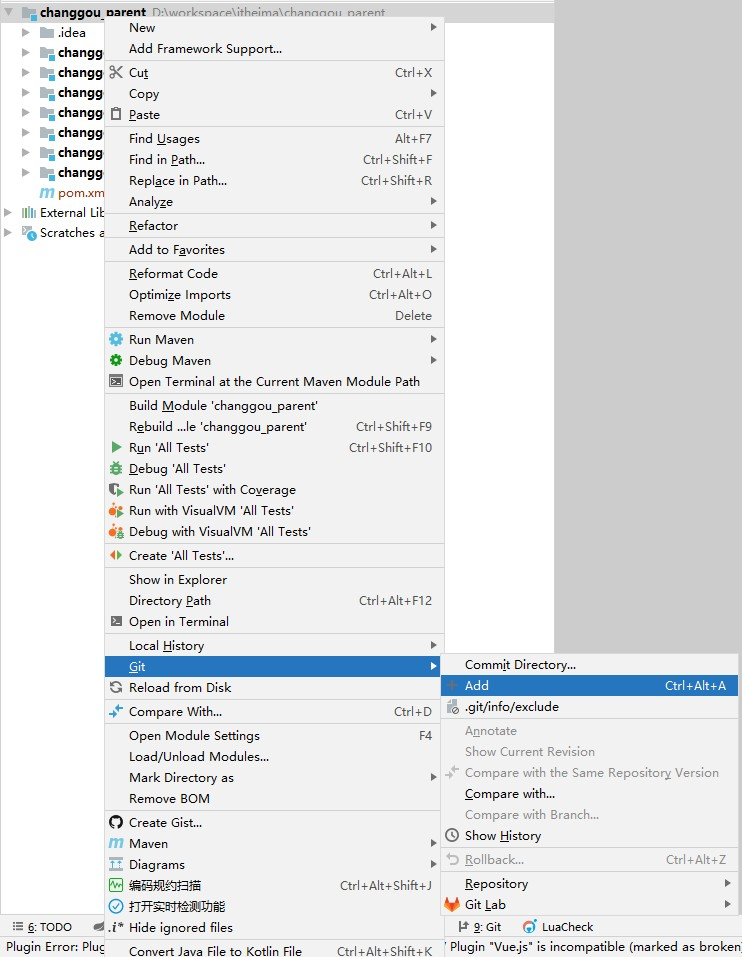 changgou_parent D:\workspace\itheima\changgou_parent
.idea
changg
changg
changg
changg
changg
changg
changg
pom.xm
External Lib
Scratches a
New
Add Framework Support...
Cut Ctrl+X
Copy
Paste Ctrl+V
Find Usages Alt+F7
Find in Path... Ctrl+Shift+F
Replace in Path... Ctrl+Shift+R
Analyze
Refactor
Add to Favorites
Reformat Code Ctrl+Alt+L
Optimize Imports Ctrl+Alt+O
Remove Module Delete
Run Maven
Debug Maven
Open Terminal at the Current Maven Module Path
Build Module 'changgou_parent'
Rebuild ...le 'changgou_parent' Ctrl+Shift+F9
Run 'All Tests' Ctrl+Shift+F10
Debug 'All Tests'
Run 'All Tests' with Coverage
Run with VisualVM 'All Tests'
Debug with VisualVM 'All Tests'
Create 'All Tests'...
Show in Explorer
Directory Path Ctrl+Alt+F12
Open in Terminal
Local History
Git
Reload from Disk
Compare With... Ctrl+D
Open Module Settings F4
Load/Unload Modules...
Mark Directory as
Remove BOM
Create Gist...
Maven
Diagrams
编码规约扫描 Ctrl+Alt+Shift+J
打开实时检测功能
.i* Hide ignored files
Convert Java File to Kotlin File Ctrl+Alt+Shift+K
Commit Directory...
Add Ctrl+Alt+A
.git/info/exclude
Annotate
Show Current Revision
Compare with the Same Repository Version
Compare with...
Compare with Branch...
Show History
Rollback... Ctrl+Alt+Z
Repository
Git Lab
6: TODO
9: Git
LuaCheck
Plugin Error: Plug
Plugin "Vue.js" is incompatible (marked as broken)